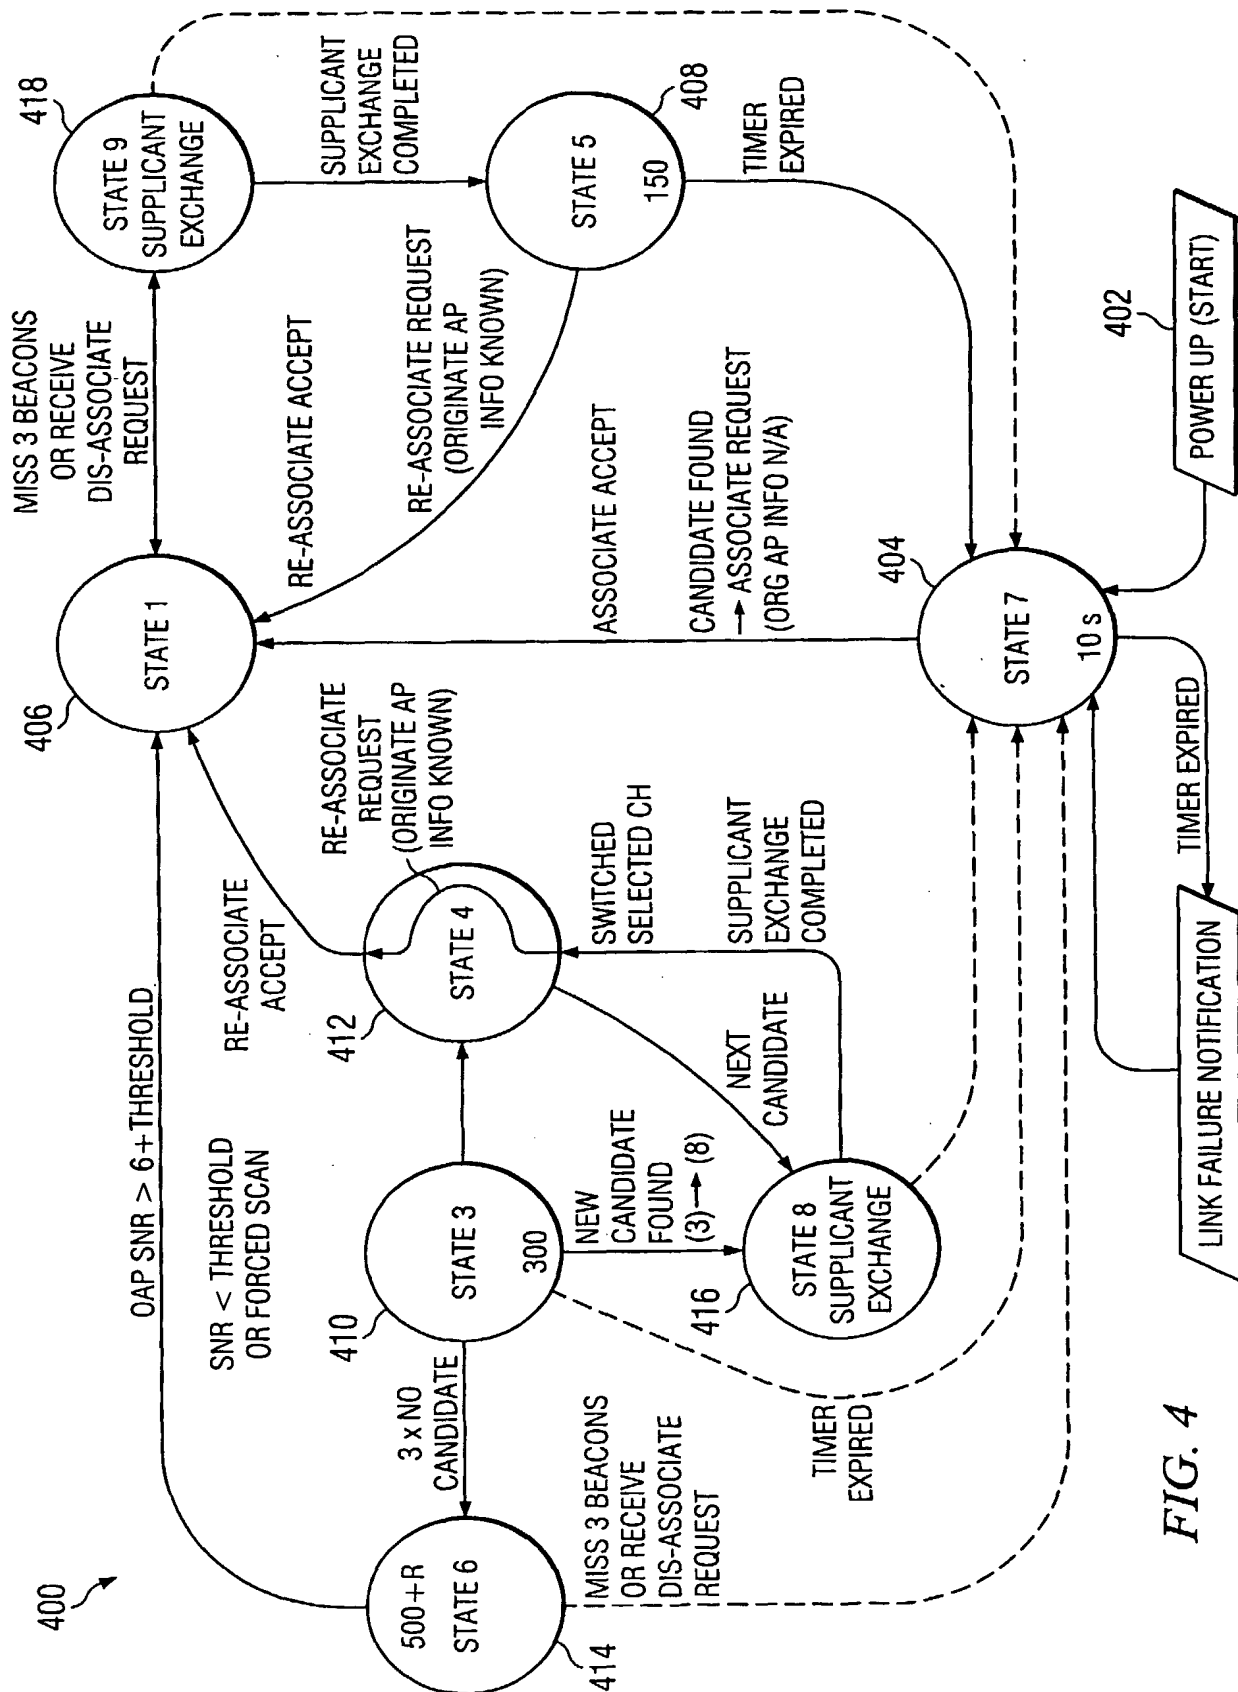 400
OAP SNR > 6+THRESHOLD
406
STATE 1
MISS 3 BEACONS
OR RECEIVE
DIS-ASSOCIATE
REQUEST
418
STATE 9
SUPPLICANT
EXCHANGE
SNR < THRESHOLD
OR FORCED SCAN
RE-ASSOCIATE
ACCEPT
RE-ASSOCIATE ACCEPT
SUPPLICANT
EXCHANGE
COMPLETED
500+R
STATE 6
414
3 x NO
CANDIDATE
410
STATE 3
300
412
STATE 4
RE-ASSOCIATE
REQUEST
(ORIGINATE AP
INFO KNOWN)
RE-ASSOCIATE REQUEST
(ORIGINATE AP
INFO KNOWN)
STATE 5
150
408
MISS 3 BEACONS
OR RECEIVE
DIS-ASSOCIATE
REQUEST
NEW
CANDIDATE
FOUND
(3)→(8)
SWITCHED
SELECTED CH
ASSOCIATE ACCEPT
416
STATE 8
SUPPLICANT
EXCHANGE
NEXT
CANDIDATE
SUPPLICANT
EXCHANGE
COMPLETED
CANDIDATE FOUND
→ ASSOCIATE REQUEST
(ORG AP INFO N/A)
TIMER
EXPIRED
TIMER
EXPIRED
404
STATE 7
10 s
402
POWER UP (START)
TIMER EXPIRED
LINK FAILURE NOTIFICATION
FIG. 4